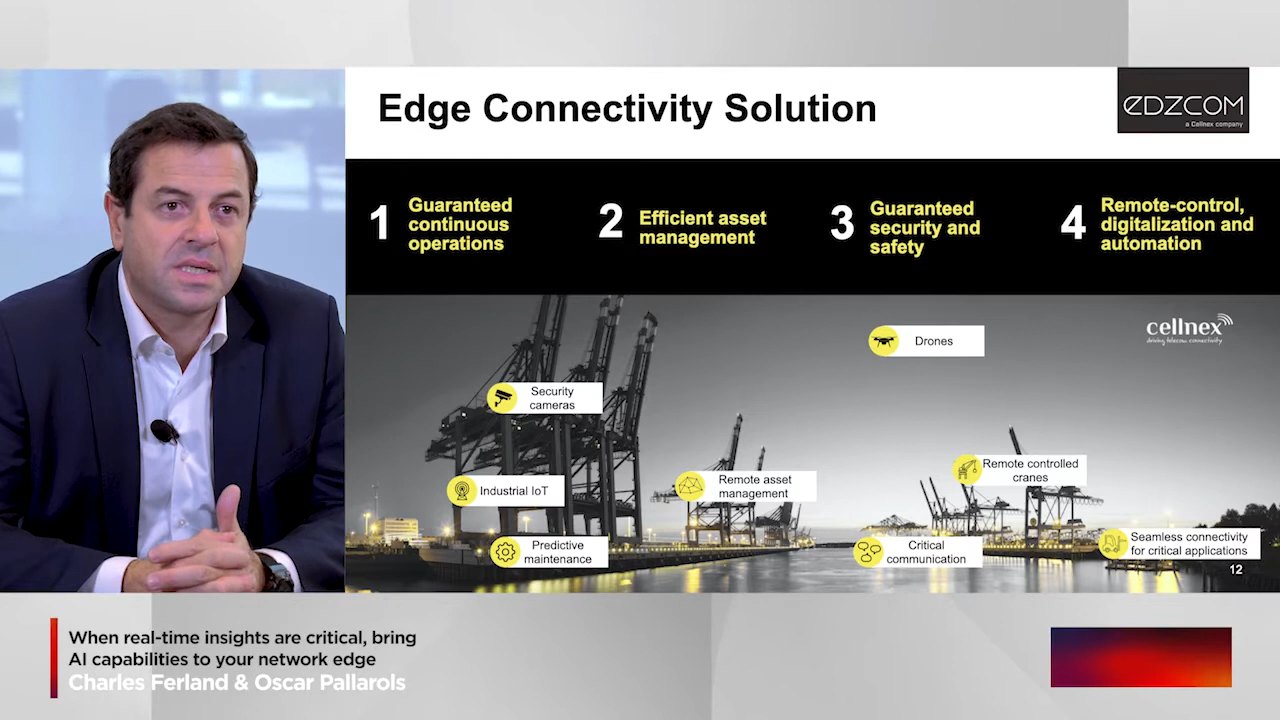 Edge Connectivity Solution
EDZCOM
a Cellnex company
1
Guaranteed
continuous
operations
2
Efficient asset
management
3
Guaranteed
security and
safety
4
Remote-control,
digitalization and
automation
cellnex
driving telecom connectivity
Drones
Security
cameras
Industrial IoT
Remote asset
management
Remote controlled
cranes
Predictive
maintenance
Critical
communication
Seamless connectivity
for critical applications
12
When real-time insights are critical, bring
AI capabilities to your network edge
Charles Ferland & Oscar Pallarols